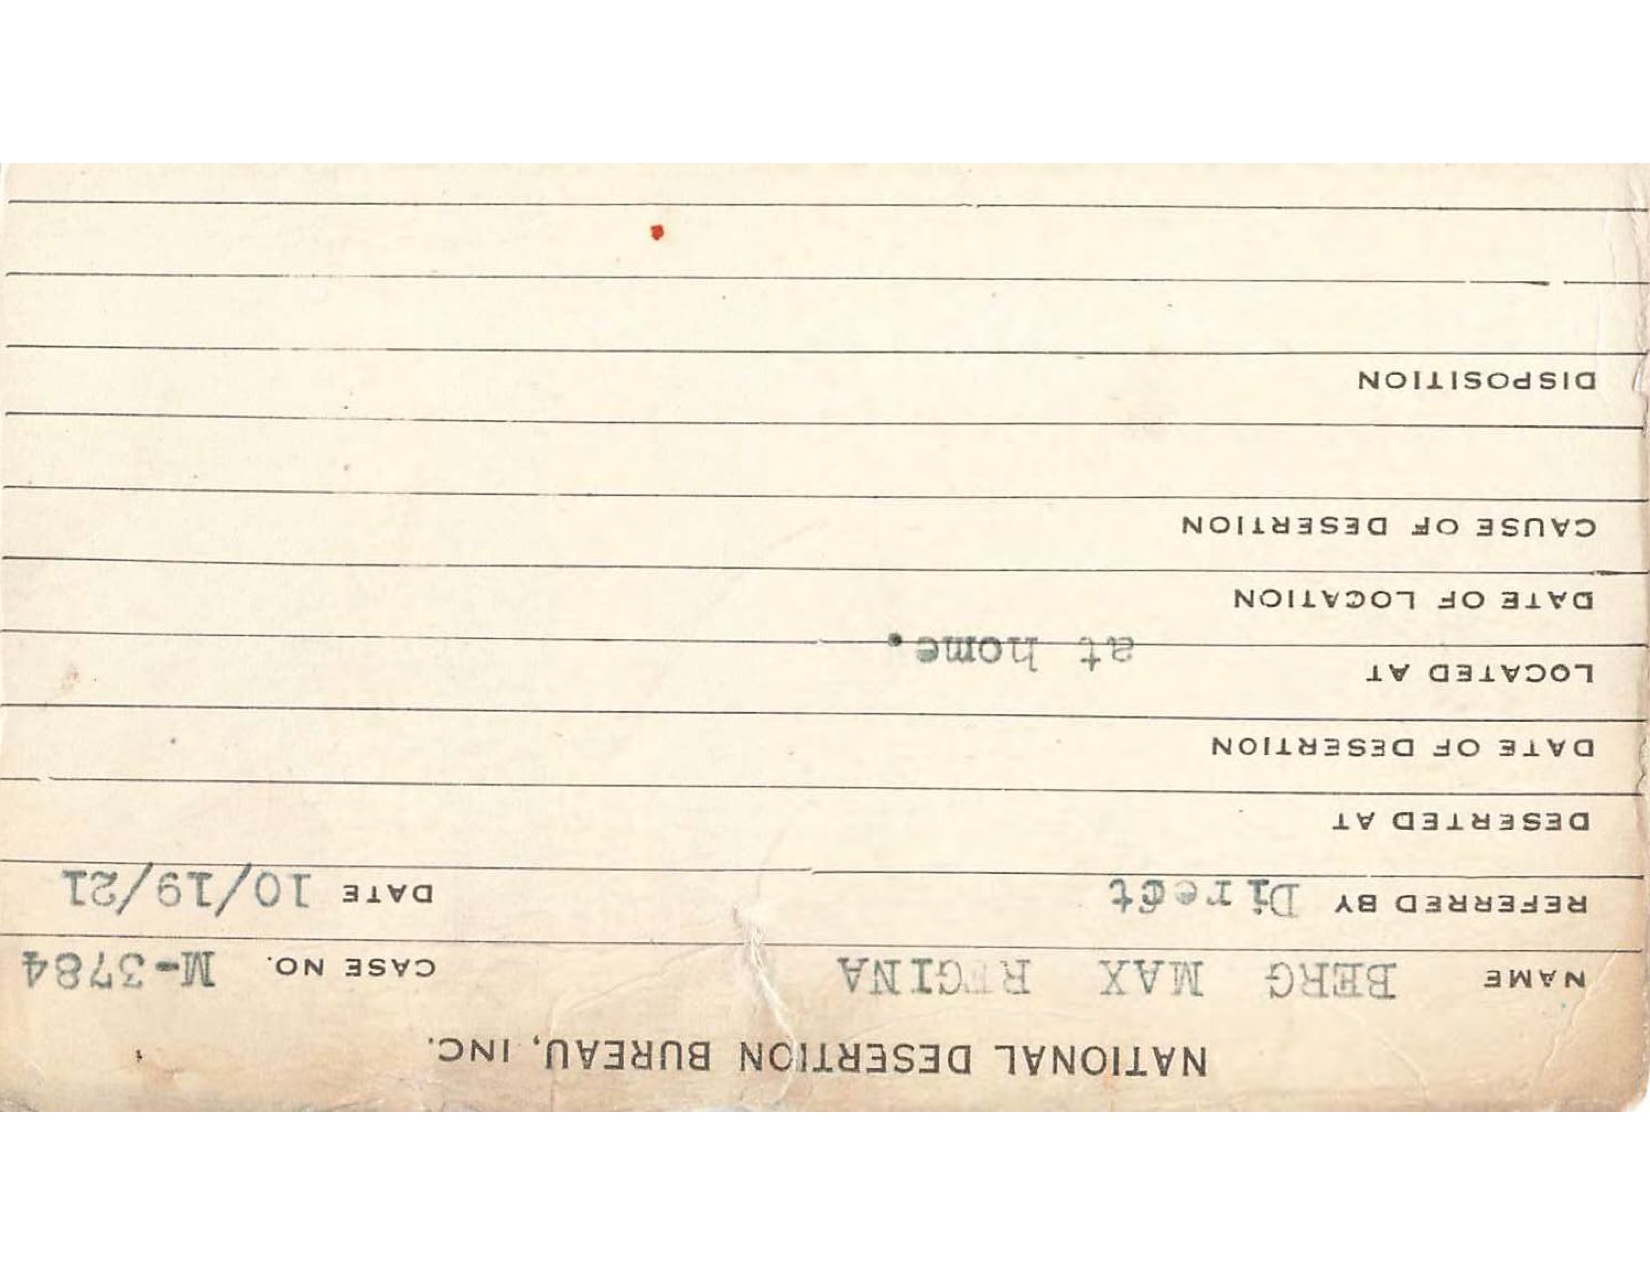 NATIONAL DESERTION BUREAU, INC.
NAME BERG MAX REGINA CASE NO. M-3784
REFERRED BY Direct DATE 10/19/21
DESERTED AT
DATE OF DESERTION
LOCATED AT at home.
DATE OF LOCATION
CAUSE OF DESERTION
DISPOSITION